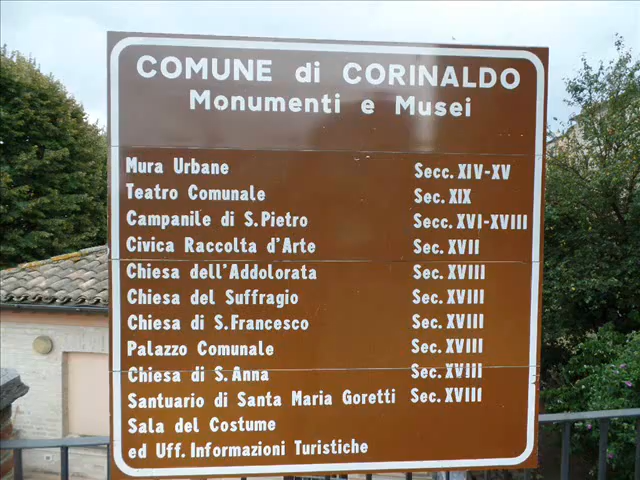 COMUNE di CORINALDO
Monumenti e Musei
Mura Urbane Secc. XIV-XV
Teatro Comunale Sec. XIX
Campanile di S. Pietro Secc. XVI-XVIII
Civica Raccolta d'Arte Sec. XVII
Chiesa dell'Addolorata Sec. XVIII
Chiesa del Suffragio Sec. XVIII
Chiesa di S. Francesco Sec. XVIII
Palazzo Comunale Sec. XVIII
Chiesa di S. Anna Sec. XVIII
Santuario di Santa Maria Goretti Sec. XVIII
Sala del Costume
ed Uff. Informazioni Turistiche